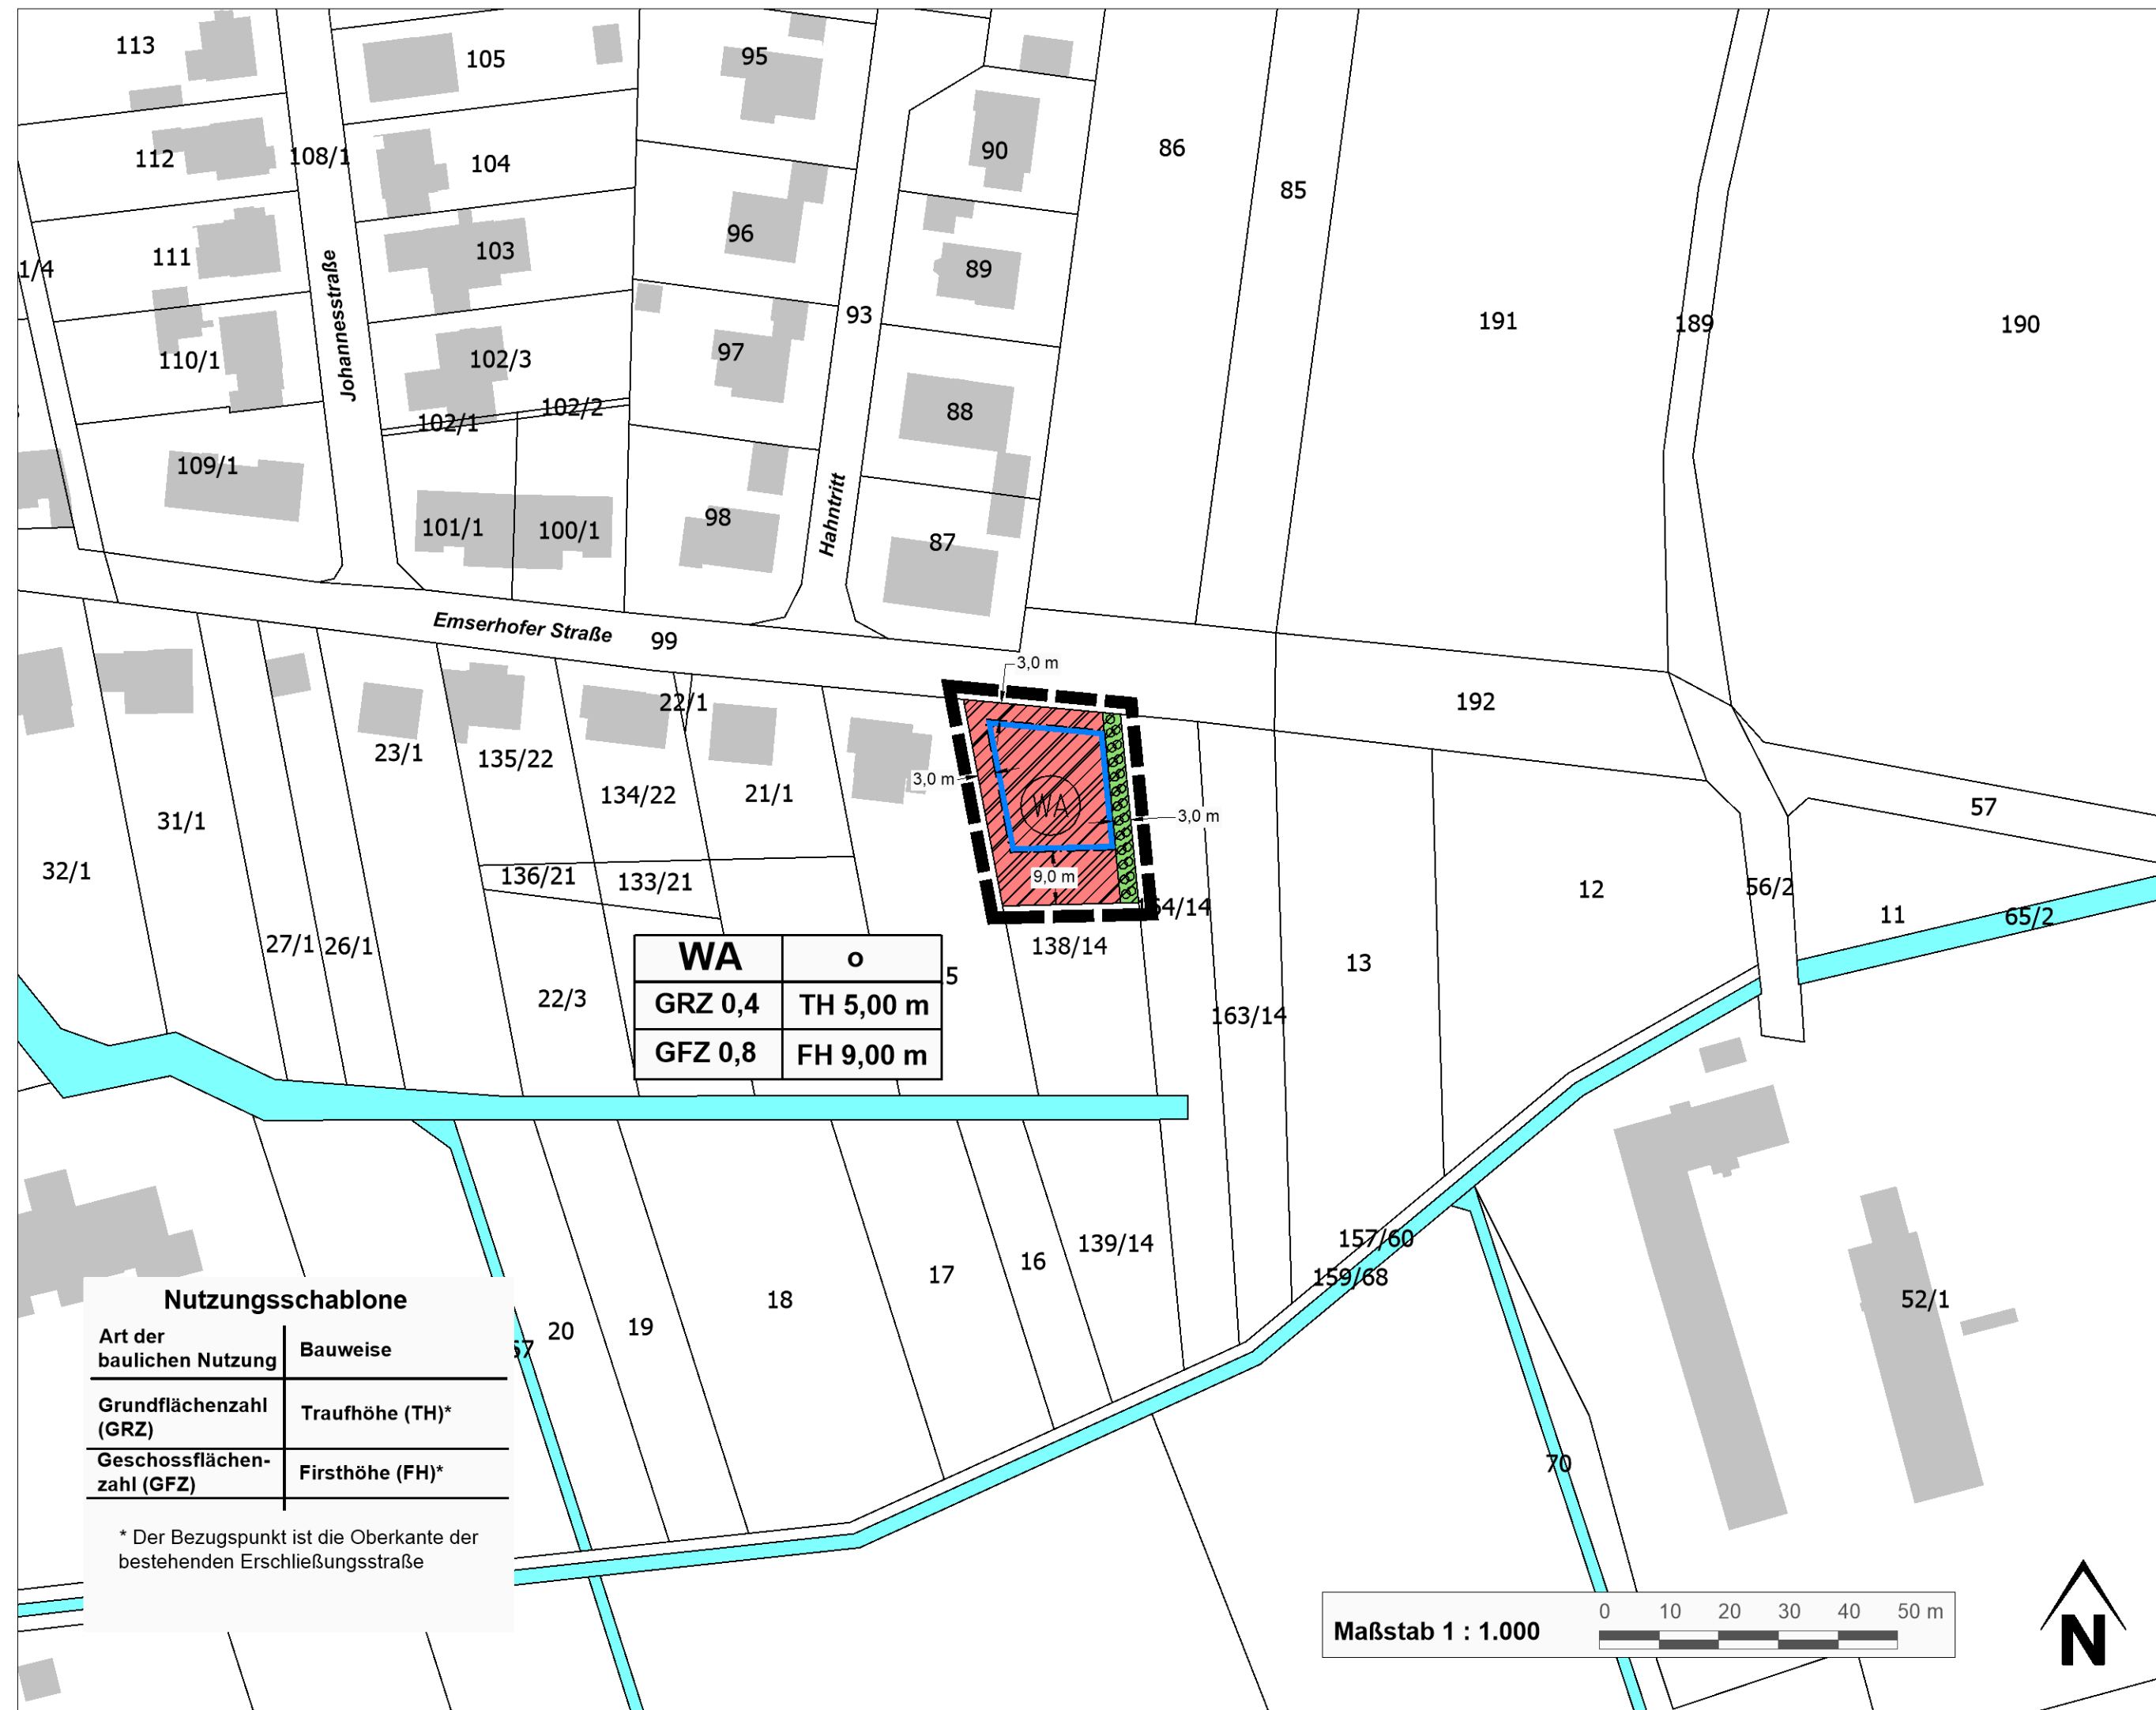 113
105
95
112
108/1
104
90
86
85
111
103
96
89
1/4
110/1
Johannesstraße
102/3
97
93
191
189
190
102/1
102/2
88
109/1
101/1
100/1
98
Hahntritt
87
Emserhofer Straße
99
3,0 m
192
22/1
23/1
135/22
134/22
21/1
3,0 m
WA
3,0 m
57
31/1
32/1
136/21
133/21
9,0 m
164/14
12
56/2
11
65/2
27/1
26/1
138/14
13
22/3
5
163/14
WA
o
GRZ 0,4
TH 5,00 m
GFZ 0,8
FH 9,00 m
157/60
139/14
159/68
16
17
18
19
20
67
52/1
70
Nutzungsschablone
Art der
baulichen Nutzung
Bauweise
Grundflächenzahl
(GRZ)
Traufhöhe (TH)*
Geschossflächen-
zahl (GFZ)
Firsthöhe (FH)*
* Der Bezugspunkt ist die Oberkante der
bestehenden Erschließungsstraße
Maßstab 1 : 1.000
0 10 20 30 40 50 m
N